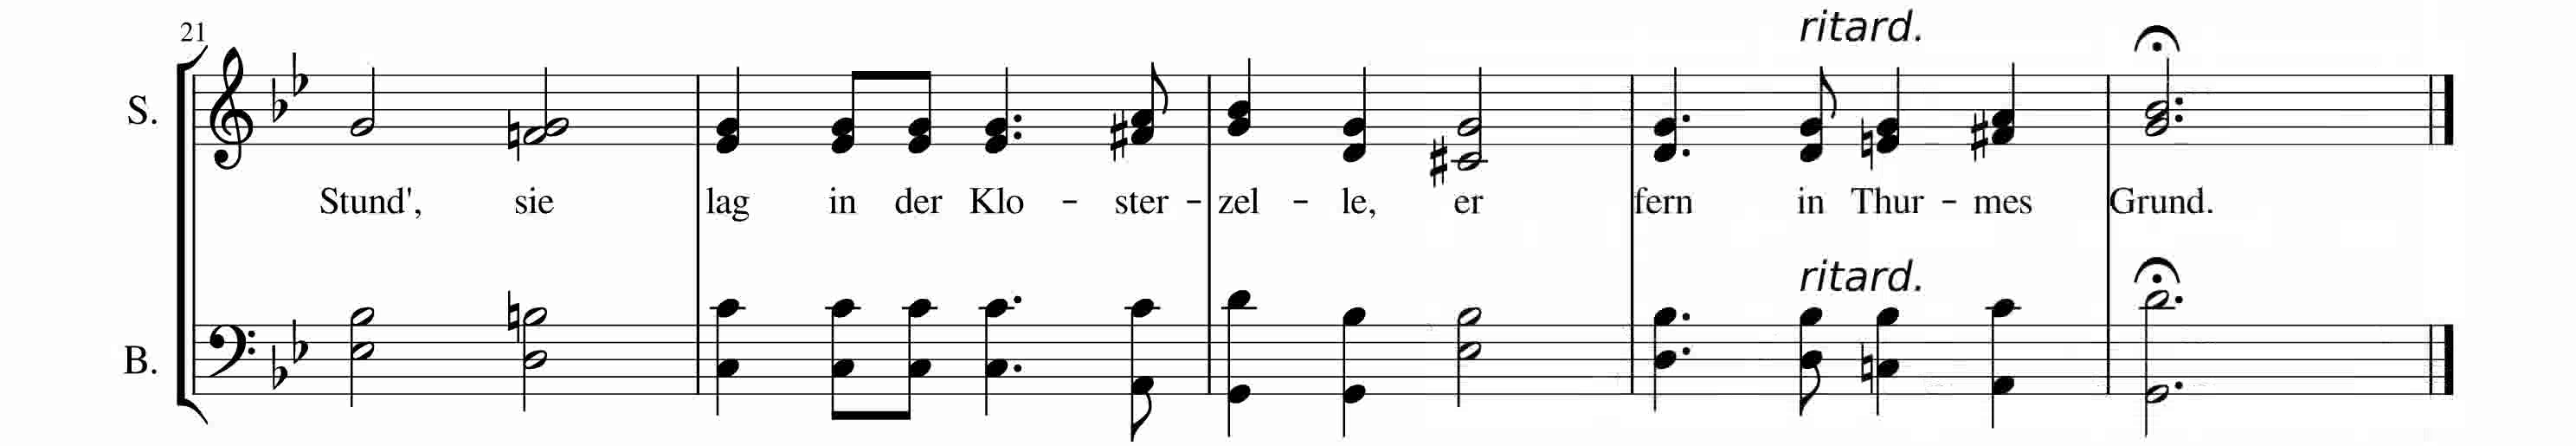 21
ritard.
S.
Stund', sie lag in der Klo - ster - zel - le, er fern in Thur - mes Grund.
ritard.
B.